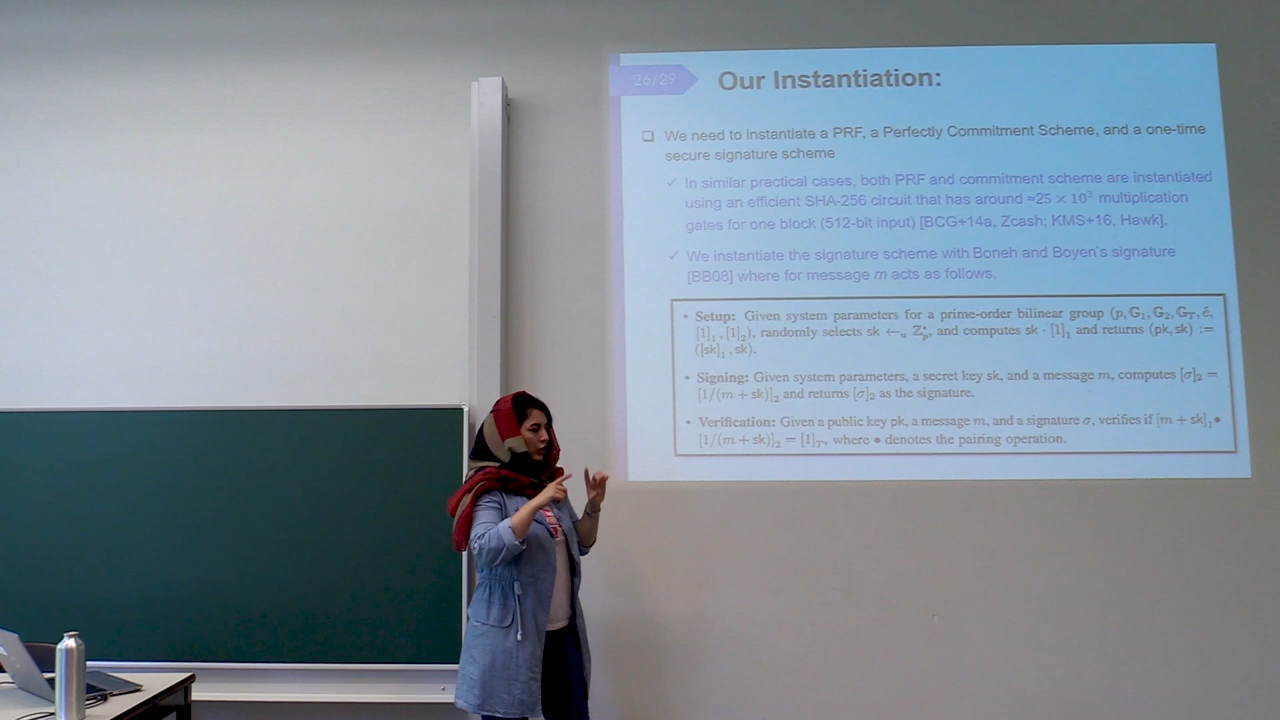 26/29
Our Instantiation:
❑ We need to instantiate a PRF, a Perfectly Commitment Scheme, and a one-time
secure signature scheme
✓ In similar practical cases, both PRF and commitment scheme are instantiated
using an efficient SHA-256 circuit that has around ≈25 × 10³ multiplication
gates for one block (512-bit input) [BCG+14a, Zcash; KMS+16, Hawk].
✓ We instantiate the signature scheme with Boneh and Boyen's signature
[BB08] where for message m acts as follows,
• Setup: Given system parameters for a prime-order bilinear group (p, G₁, G₂, G_T, ê,
[1]₁, [1]₂), randomly selects sk ←ᵤ ℤ*ₚ, and computes sk · [1]₁ and returns (pk, sk) :=
([sk]₁, sk).
• Signing: Given system parameters, a secret key sk, and a message m, computes [σ]₂ =
[1/(m + sk)]₂ and returns [σ]₂ as the signature.
• Verification: Given a public key pk, a message m, and a signature σ, verifies if [m + sk]₁ •
[1/(m + sk)]₂ = [1]_T, where • denotes the pairing operation.